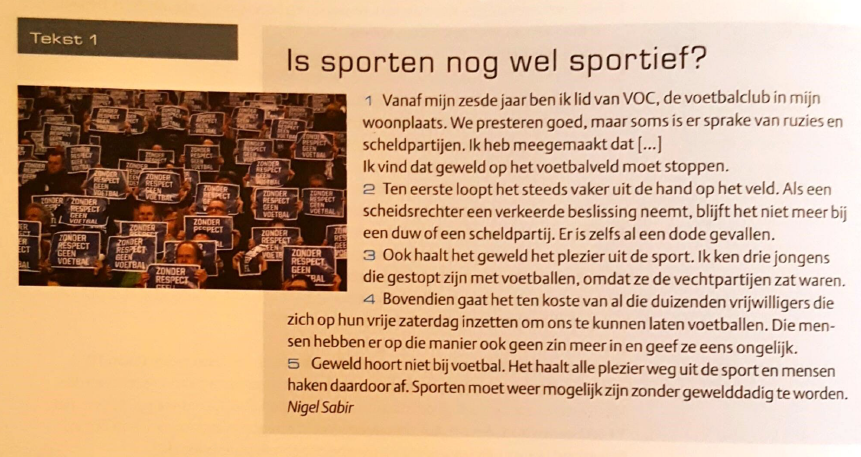 Tekst 1
Is sporten nog wel sportief?
1 Vanaf mijn zesde jaar ben ik lid van VOC, de voetbalclub in mijn
woonplaats. We presteren goed, maar soms is er sprake van ruzies en
scheldpartijen. Ik heb meegemaakt dat [...]
Ik vind dat geweld op het voetbalveld moet stoppen.
2 Ten eerste loopt het steeds vaker uit de hand op het veld. Als een
scheidsrechter een verkeerde beslissing neemt, blijft het niet meer bij
een duw of een scheldpartij. Er is zelfs al een dode gevallen.
3 Ook haalt het geweld het plezier uit de sport. Ik ken drie jongens
die gestopt zijn met voetballen, omdat ze de vechtpartijen zat waren.
4 Bovendien gaat het ten koste van al die duizenden vrijwilligers die
zich op hun vrije zaterdag inzetten om ons te kunnen laten voetballen. Die men-
sen hebben er op die manier ook geen zin meer in en geef ze eens ongelijk.
5 Geweld hoort niet bij voetbal. Het haalt alle plezier weg uit de sport en mensen
haken daardoor af. Sporten moet weer mogelijk zijn zonder gewelddadig te worden.
Nigel Sabir
ZONDER
RESPECT
GEEN
VOETBAL